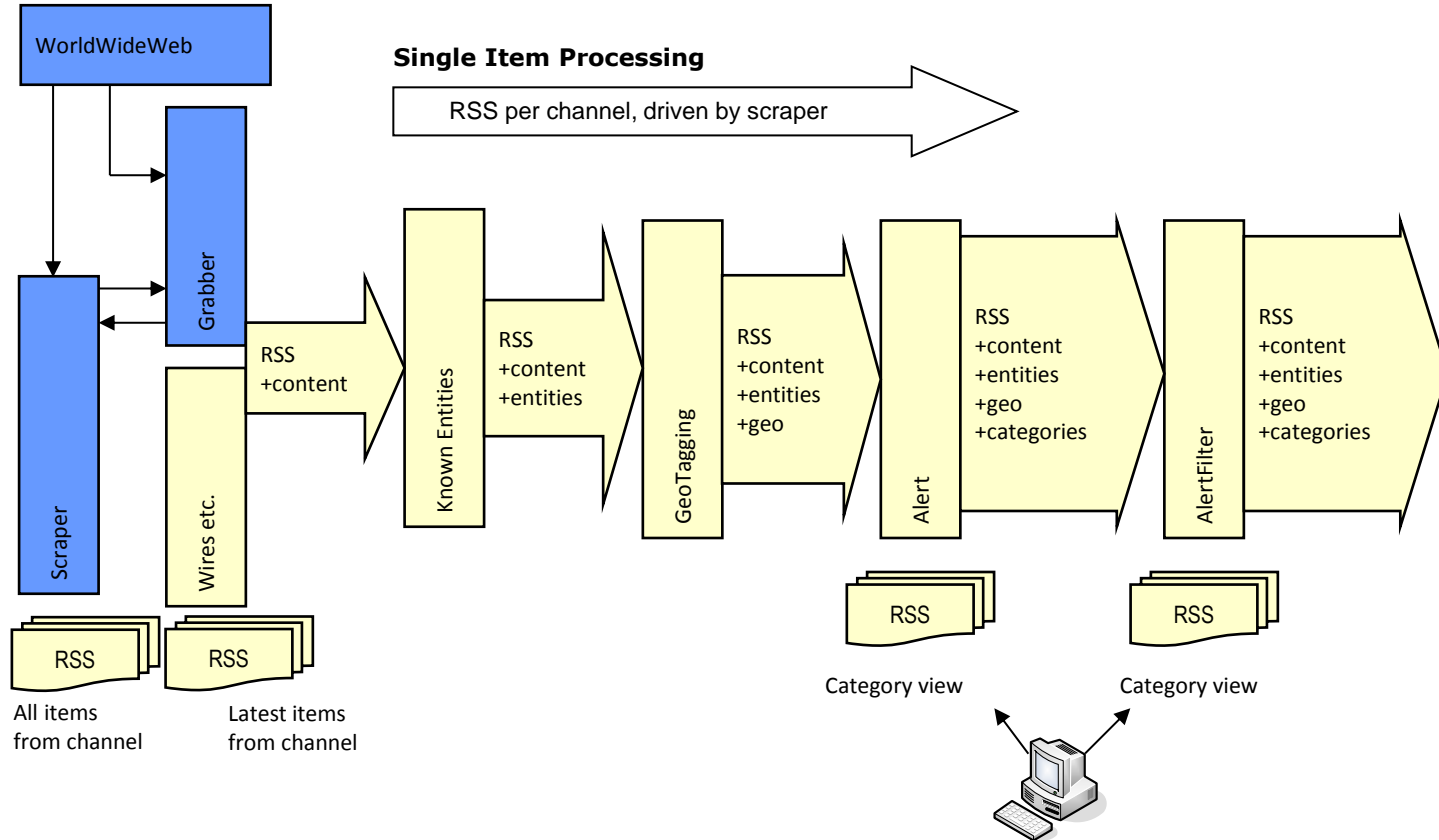 WorldWideWeb
Single Item Processing
RSS per channel, driven by scraper
Scraper
Grabber
Wires etc.
RSS
+content
Known Entities
RSS
+content
+entities
GeoTagging
RSS
+content
+entities
+geo
Alert
RSS
+content
+entities
+geo
+categories
AlertFilter
RSS
+content
+entities
+geo
+categories
RSS
All items
from channel
RSS
Latest items
from channel
RSS
Category view
RSS
Category view